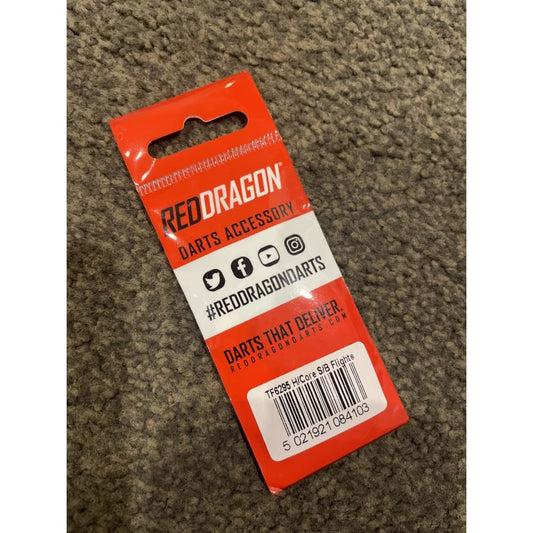 REDDRAGON®
DARTS ACCESSORY
#REDDRAGONDARTS
DARTS THAT DELIVER.
REDDRAGONDARTS.COM
TF6295 H/Core S/B Flights
5 021921 084103